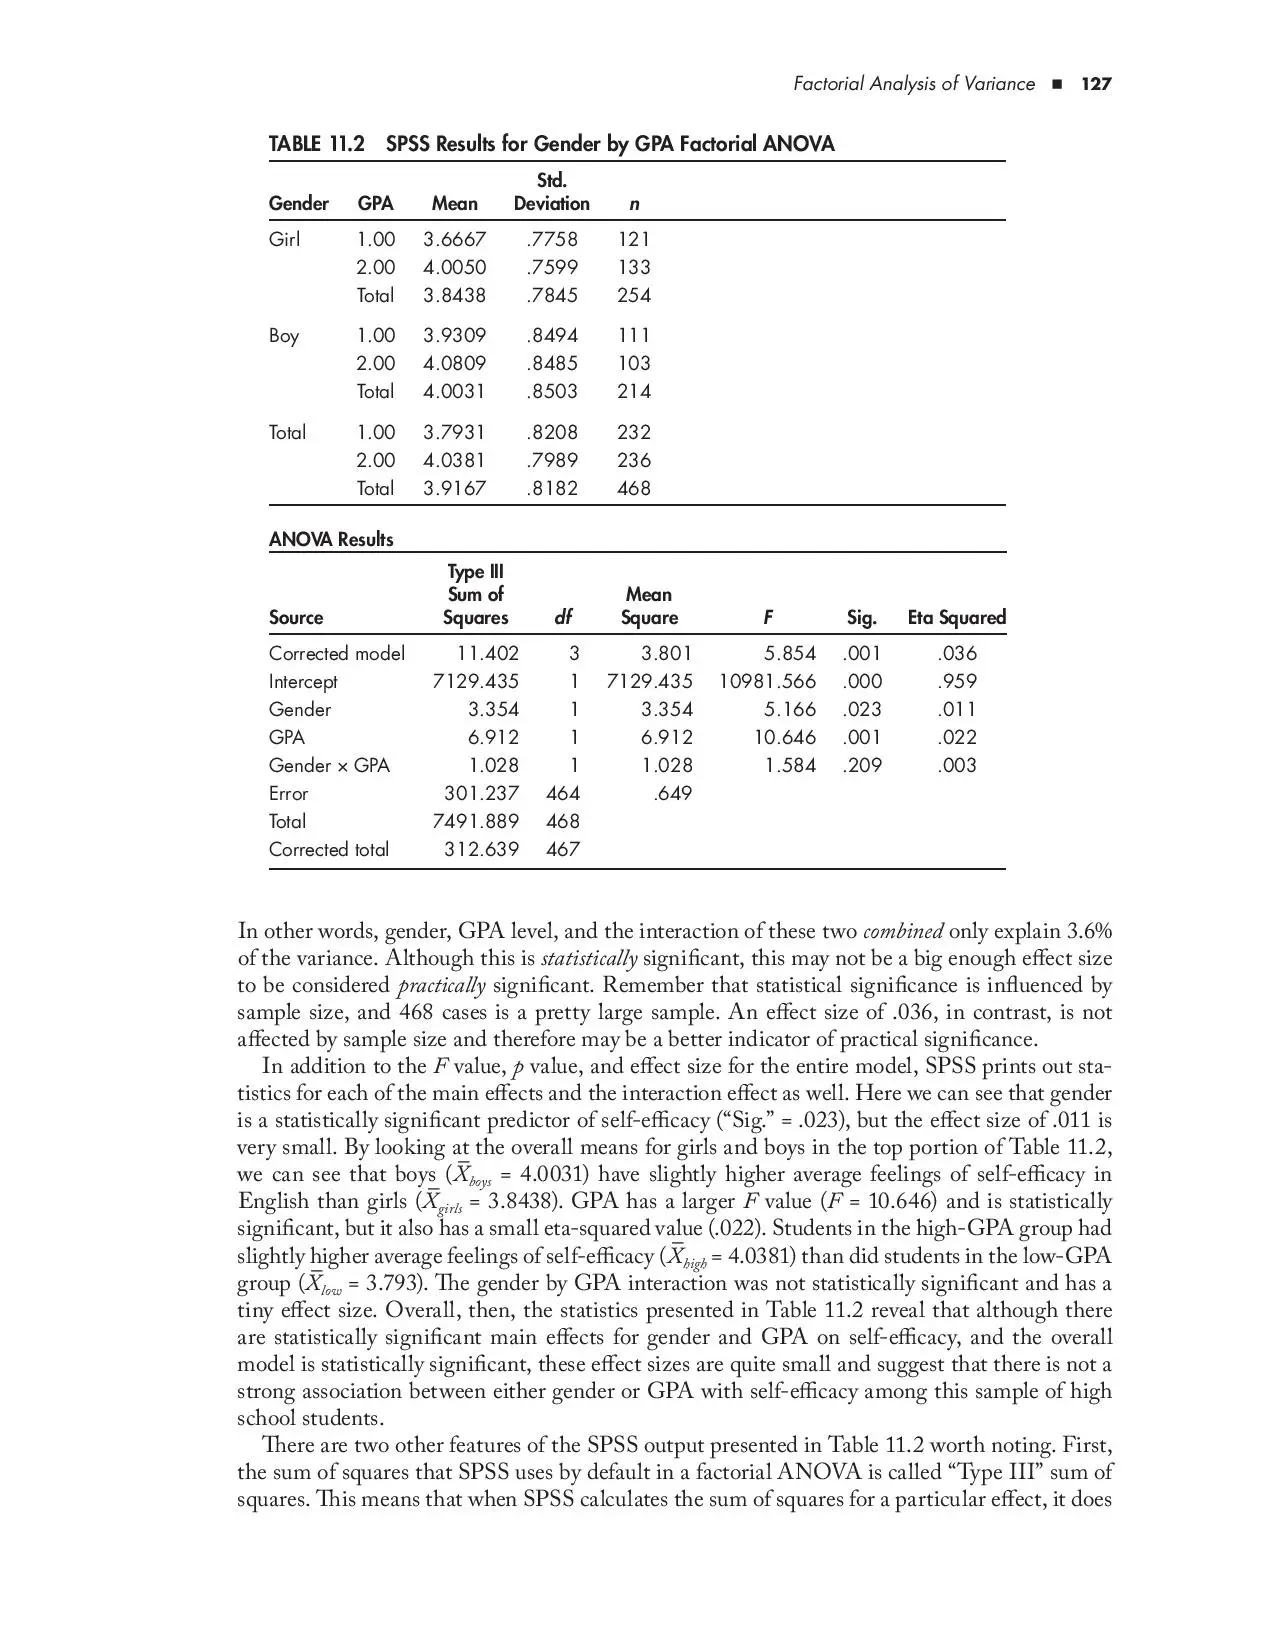 Factorial Analysis of Variance ■ 127
TABLE 11.2 SPSS Results for Gender by GPA Factorial ANOVA
Std.
Gender GPA Mean Deviation n
Girl 1.00 3.6667 .7758 121
2.00 4.0050 .7599 133
Total 3.8438 .7845 254
Boy 1.00 3.9309 .8494 111
2.00 4.0809 .8485 103
Total 4.0031 .8503 214
Total 1.00 3.7931 .8208 232
2.00 4.0381 .7989 236
Total 3.9167 .8182 468
ANOVA Results
Type III
Sum of Mean
Source Squares df Square F Sig. Eta Squared
Corrected model 11.402 3 3.801 5.854 .001 .036
Intercept 7129.435 1 7129.435 10981.566 .000 .959
Gender 3.354 1 3.354 5.166 .023 .011
GPA 6.912 1 6.912 10.646 .001 .022
Gender × GPA 1.028 1 1.028 1.584 .209 .003
Error 301.237 464 .649
Total 7491.889 468
Corrected total 312.639 467
In other words, gender, GPA level, and the interaction of these two combined only explain 3.6%
of the variance. Although this is statistically significant, this may not be a big enough effect size
to be considered practically significant. Remember that statistical significance is influenced by
sample size, and 468 cases is a pretty large sample. An effect size of .036, in contrast, is not
affected by sample size and therefore may be a better indicator of practical significance.
In addition to the F value, p value, and effect size for the entire model, SPSS prints out sta-
tistics for each of the main effects and the interaction effect as well. Here we can see that gender
is a statistically significant predictor of self-efficacy (“Sig.” = .023), but the effect size of .011 is
very small. By looking at the overall means for girls and boys in the top portion of Table 11.2,
we can see that boys (X̅boys = 4.0031) have slightly higher average feelings of self-efficacy in
English than girls (X̅girls = 3.8438). GPA has a larger F value (F = 10.646) and is statistically
significant, but it also has a small eta-squared value (.022). Students in the high-GPA group had
slightly higher average feelings of self-efficacy (X̅high = 4.0381) than did students in the low-GPA
group (X̅low = 3.793). The gender by GPA interaction was not statistically significant and has a
tiny effect size. Overall, then, the statistics presented in Table 11.2 reveal that although there
are statistically significant main effects for gender and GPA on self-efficacy, and the overall
model is statistically significant, these effect sizes are quite small and suggest that there is not a
strong association between either gender or GPA with self-efficacy among this sample of high
school students.
There are two other features of the SPSS output presented in Table 11.2 worth noting. First,
the sum of squares that SPSS uses by default in a factorial ANOVA is called “Type III” sum of
squares. This means that when SPSS calculates the sum of squares for a particular effect, it does